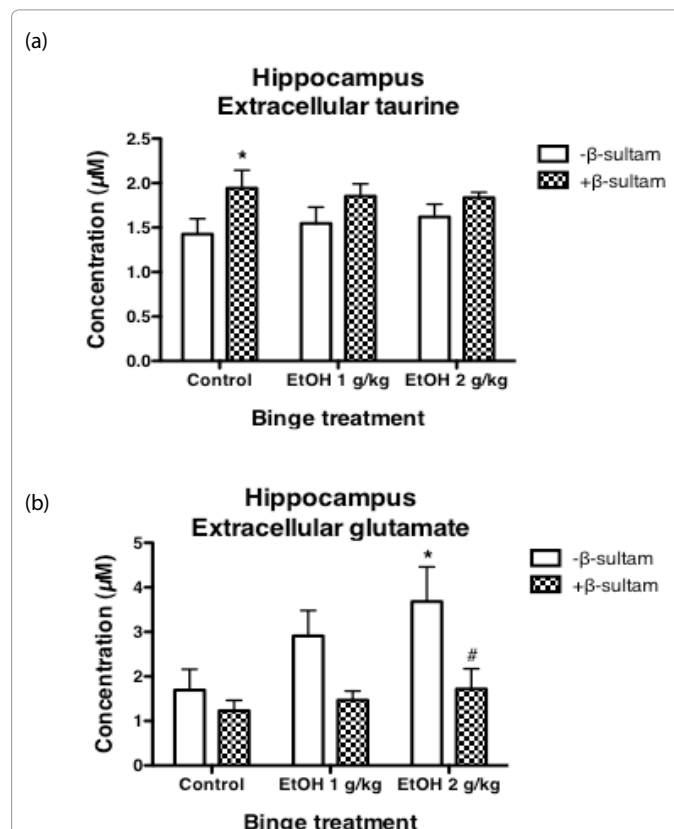 (a)
Hippocampus
Extracellular taurine
Concentration (µM)
2.5
2.0
1.5
1.0
0.5
0.0
*
-β-sultam
+β-sultam
Control
EtOH 1 g/kg
EtOH 2 g/kg
Binge treatment
(b)
Hippocampus
Extracellular glutamate
Concentration (µM)
5
4
3
2
1
0
*
#
-β-sultam
+β-sultam
Control
EtOH 1 g/kg
EtOH 2 g/kg
Binge treatment